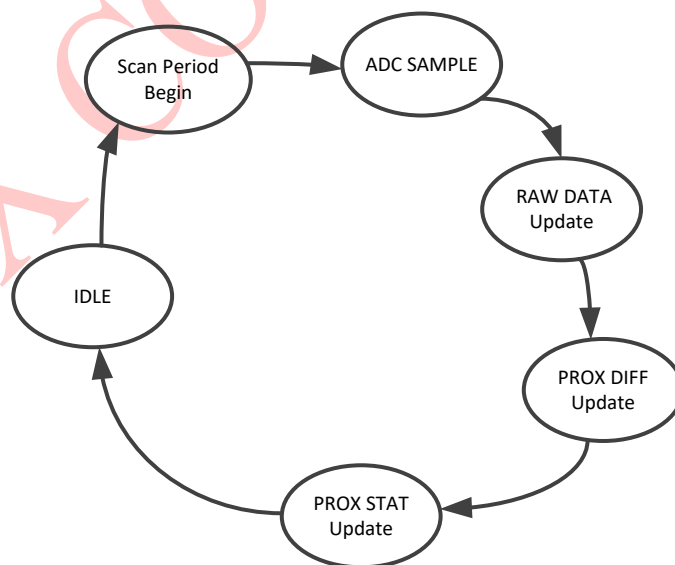 Scan Period
Begin
ADC SAMPLE
RAW DATA
Update
IDLE
PROX DIFF
Update
PROX STAT
Update